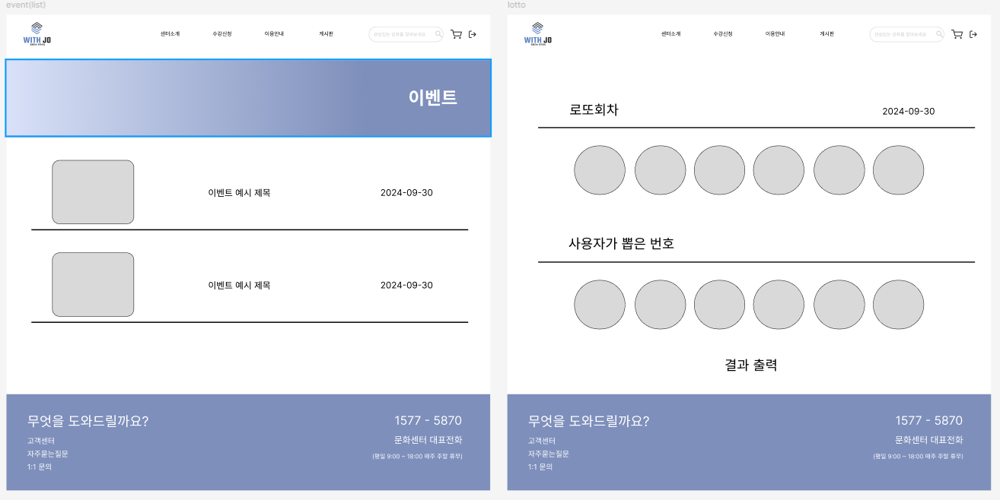 event(list)
WITH JO
센터소개 수강신청 이용안내 게시판
이벤트
이벤트 예시 제목 2024-09-30
이벤트 예시 제목 2024-09-30
무엇을 도와드릴까요?
고객센터
자주묻는질문
1:1 문의
1577 - 5870
문화센터 대표전화
(평일 9:00 ~ 18:00 매주 주말 휴무)
lotto
WITH JO
센터소개 수강신청 이용안내 게시판
로또회차 2024-09-30
사용자가 뽑은 번호
결과 출력
무엇을 도와드릴까요?
고객센터
자주묻는질문
1:1 문의
1577 - 5870
문화센터 대표전화
(평일 9:00 ~ 18:00 매주 주말 휴무)